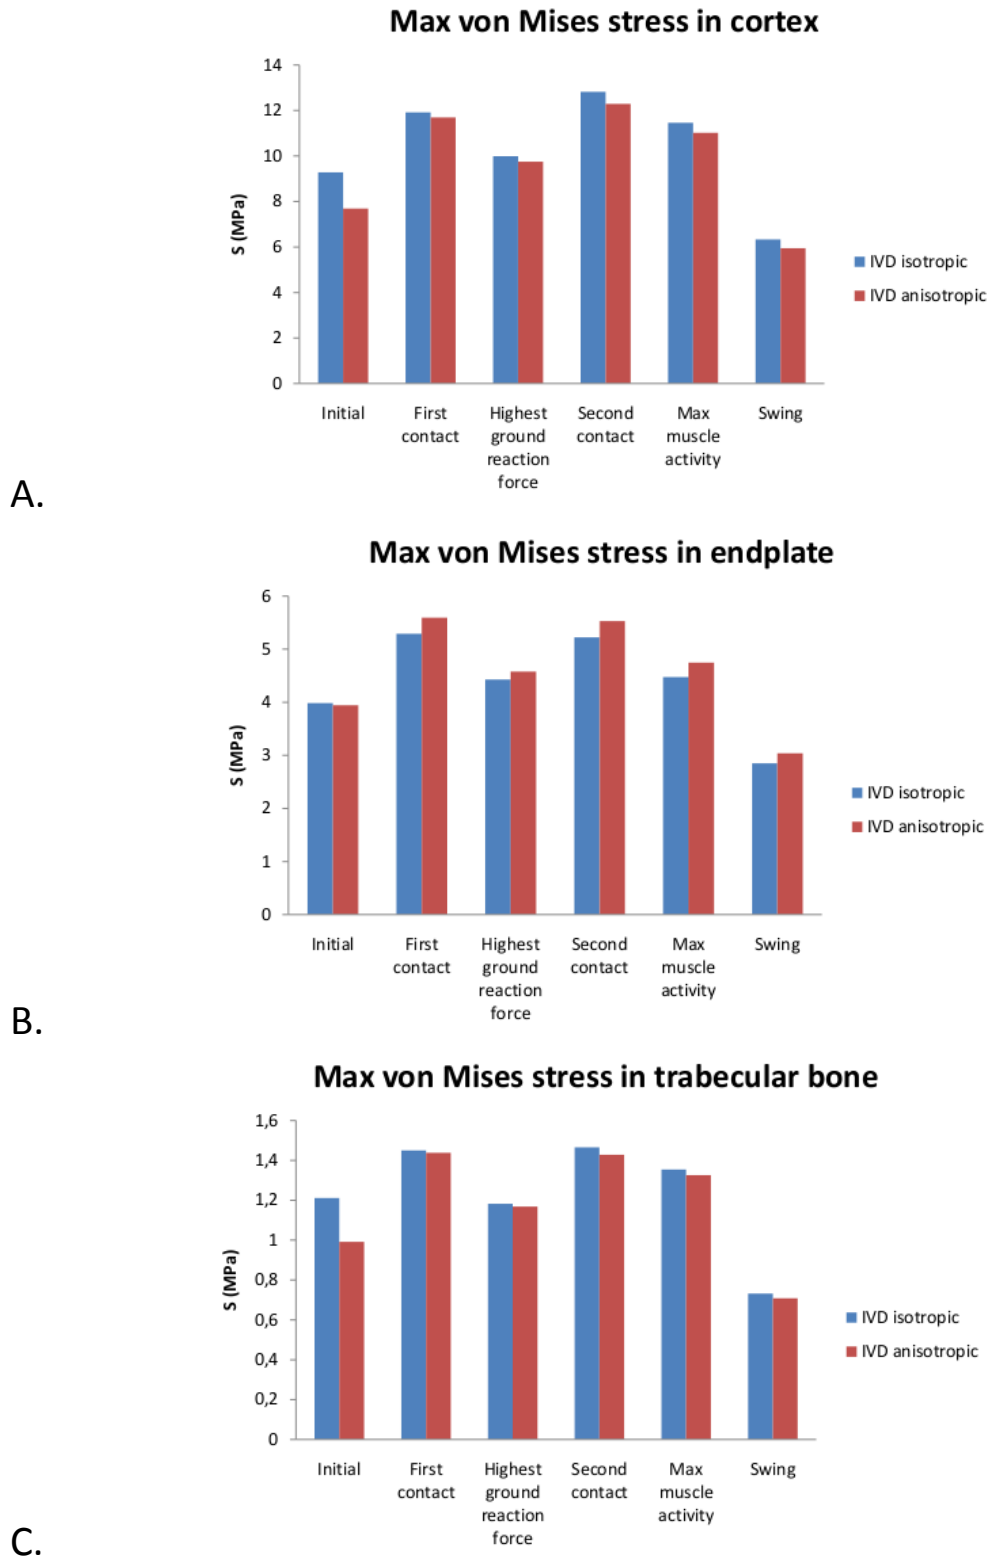 Max von Mises stress in cortex
14
12
10
8
6
4
2
0
S (MPa)
Initial
First
contact
Highest
ground
reaction
force
Second
contact
Max
muscle
activity
Swing
IVD isotropic
IVD anisotropic
A.
Max von Mises stress in endplate
6
5
4
3
2
1
0
S (MPa)
Initial
First
contact
Highest
ground
reaction
force
Second
contact
Max
muscle
activity
Swing
IVD isotropic
IVD anisotropic
B.
Max von Mises stress in trabecular bone
1,6
1,4
1,2
1
0,8
0,6
0,4
0,2
0
S (MPa)
Initial
First
contact
Highest
ground
reaction
force
Second
contact
Max
muscle
activity
Swing
IVD isotropic
IVD anisotropic
C.